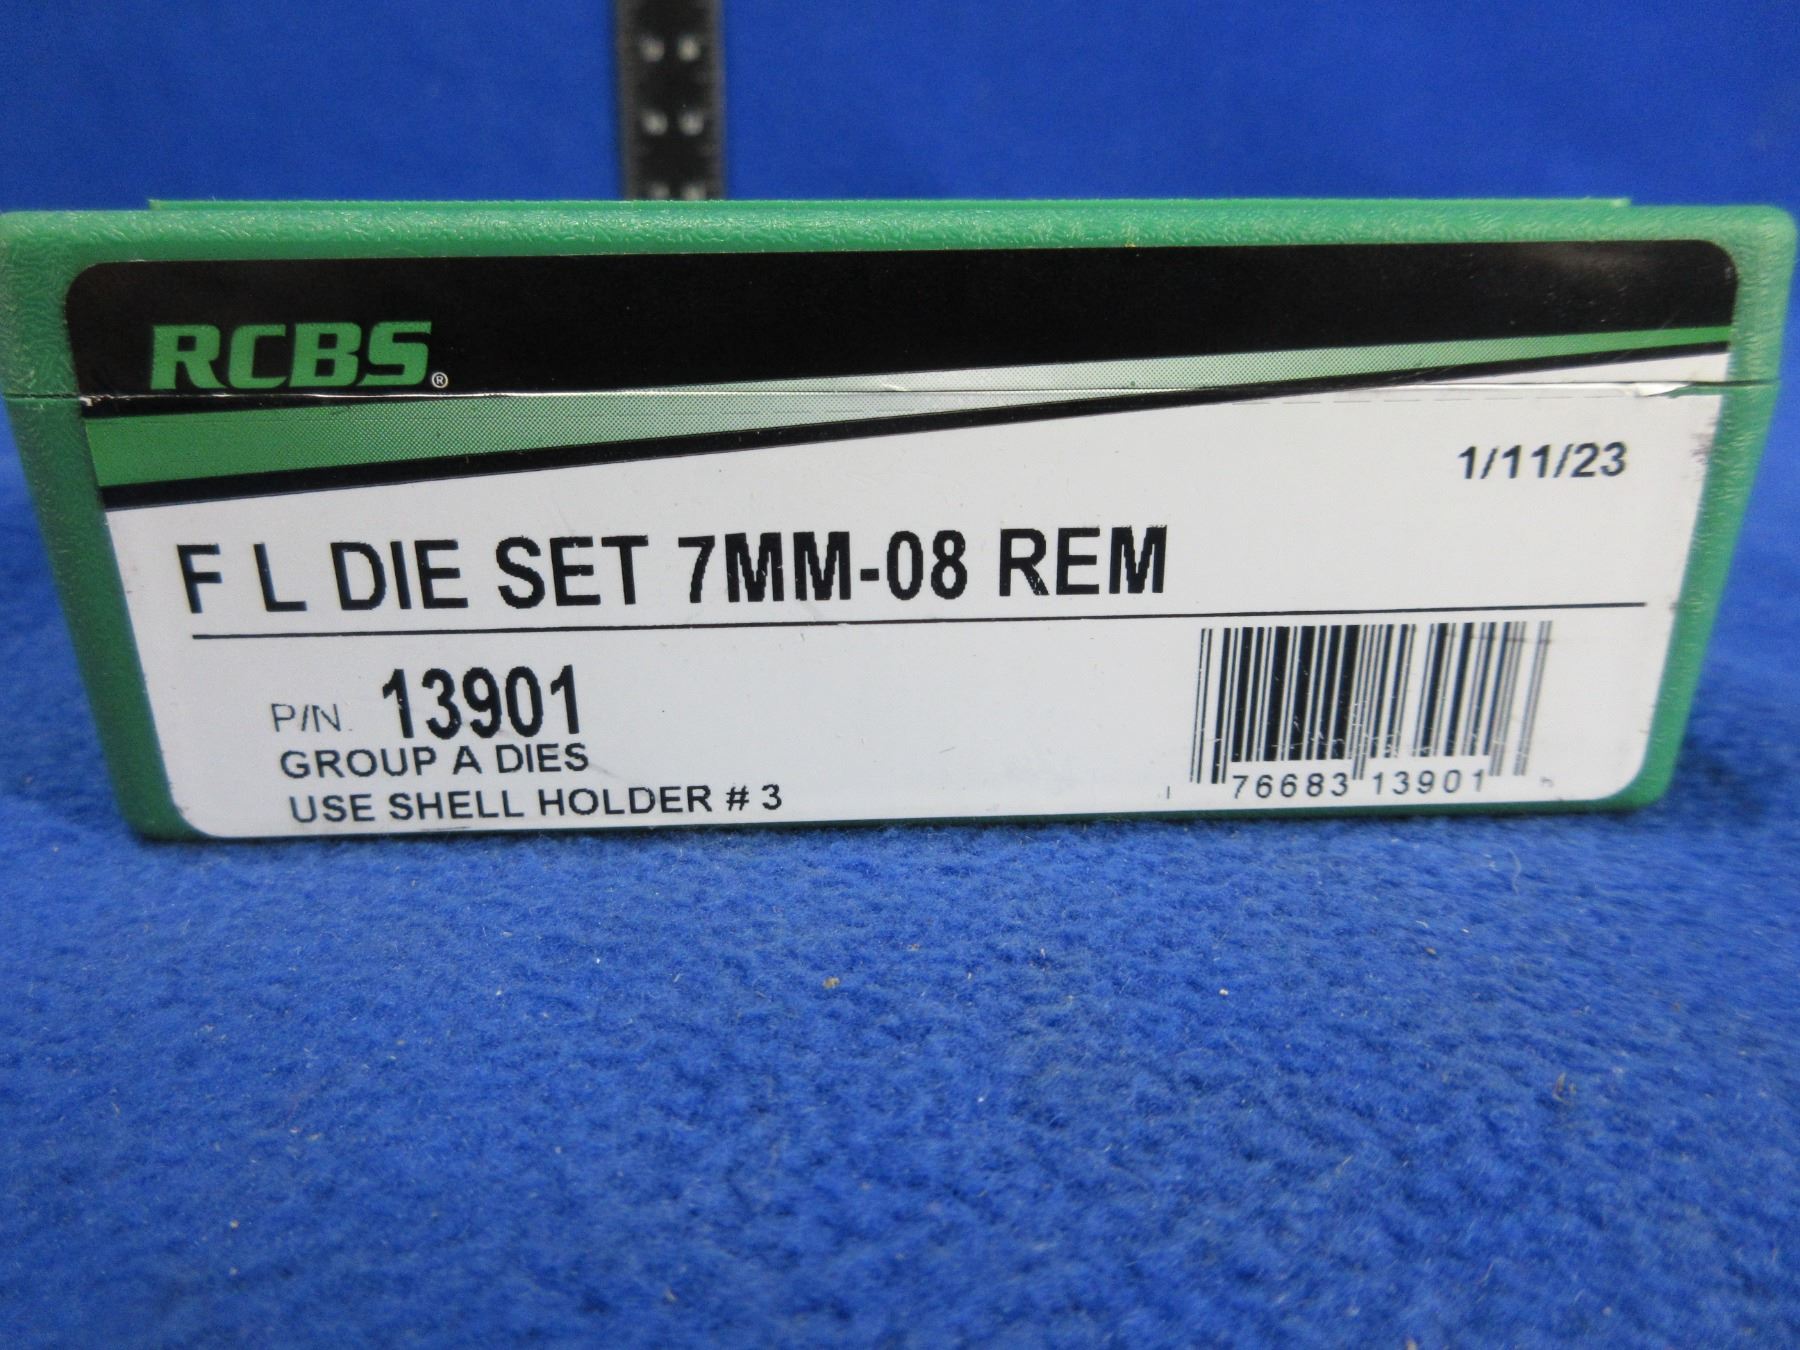 RCBS®
1/11/23
F L DIE SET 7MM-08 REM
P/N. 13901
GROUP A DIES
USE SHELL HOLDER # 3
76683 13901